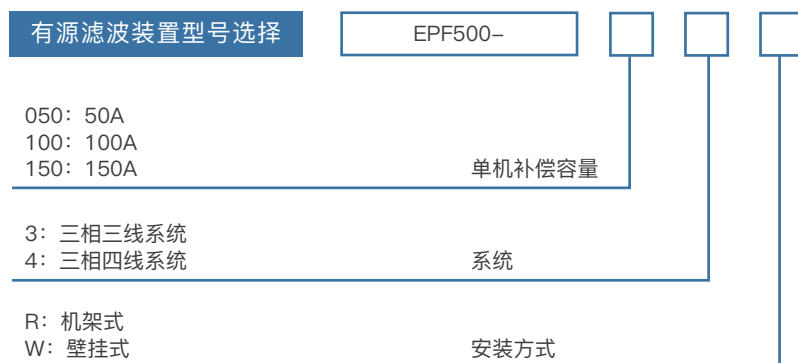 有源滤波装置型号选择 EPF500–
050：50A
100：100A
150：150A 单机补偿容量
3：三相三线系统
4：三相四线系统 系统
R：机架式
W：壁挂式 安装方式